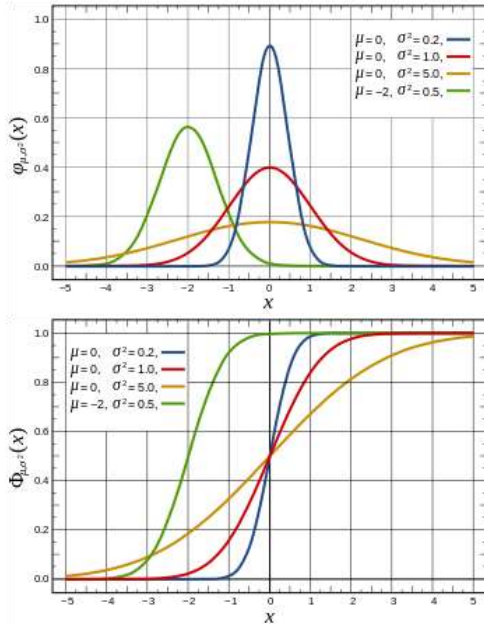 φμ,σ²(x)
1.0
0.8
0.6
0.4
0.2
0.0
μ=0, σ²=0.2,
μ=0, σ²=1.0,
μ=0, σ²=5.0,
μ=−2, σ²=0.5,
−5 −4 −3 −2 −1 0 1 2 3 4 5
x
Φμ,σ²(x)
1.0
0.8
0.6
0.4
0.2
0.0
μ=0, σ²=0.2,
μ=0, σ²=1.0,
μ=0, σ²=5.0,
μ=−2, σ²=0.5,
−5 −4 −3 −2 −1 0 1 2 3 4 5
x